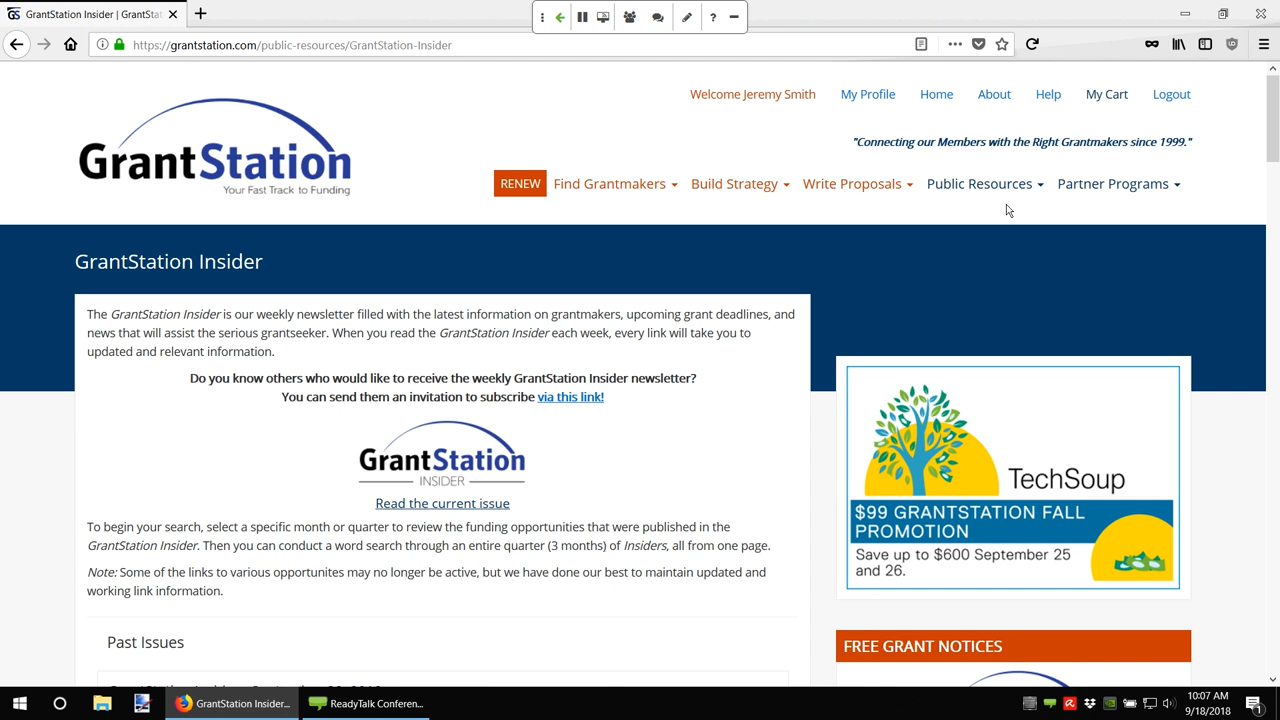 GrantStation Insider | GrantSta
https://grantstation.com/public-resources/GrantStation-Insider
Welcome Jeremy Smith
My Profile
Home
About
Help
My Cart
Logout
GrantStation
Your Fast Track to Funding
"Connecting our Members with the Right Grantmakers since 1999."
RENEW
Find Grantmakers
Build Strategy
Write Proposals
Public Resources
Partner Programs
GrantStation Insider
The GrantStation Insider is our weekly newsletter filled with the latest information on grantmakers, upcoming grant deadlines, and
news that will assist the serious grantseeker. When you read the GrantStation Insider each week, every link will take you to
updated and relevant information.
Do you know others who would like to receive the weekly GrantStation Insider newsletter?
You can send them an invitation to subscribe via this link!
GrantStation
INSIDER
Read the current issue
To begin your search, select a specific month or quarter to review the funding opportunities that were published in the
GrantStation Insider. Then you can conduct a word search through an entire quarter (3 months) of Insiders, all from one page.
Note: Some of the links to various opportunites may no longer be active, but we have done our best to maintain updated and
working link information.
Past Issues
TechSoup
$99 GRANTSTATION FALL
PROMOTION
Save up to $600 September 25
and 26.
FREE GRANT NOTICES
GrantStation Insider...
ReadyTalk Conferen...
10:07 AM
9/18/2018